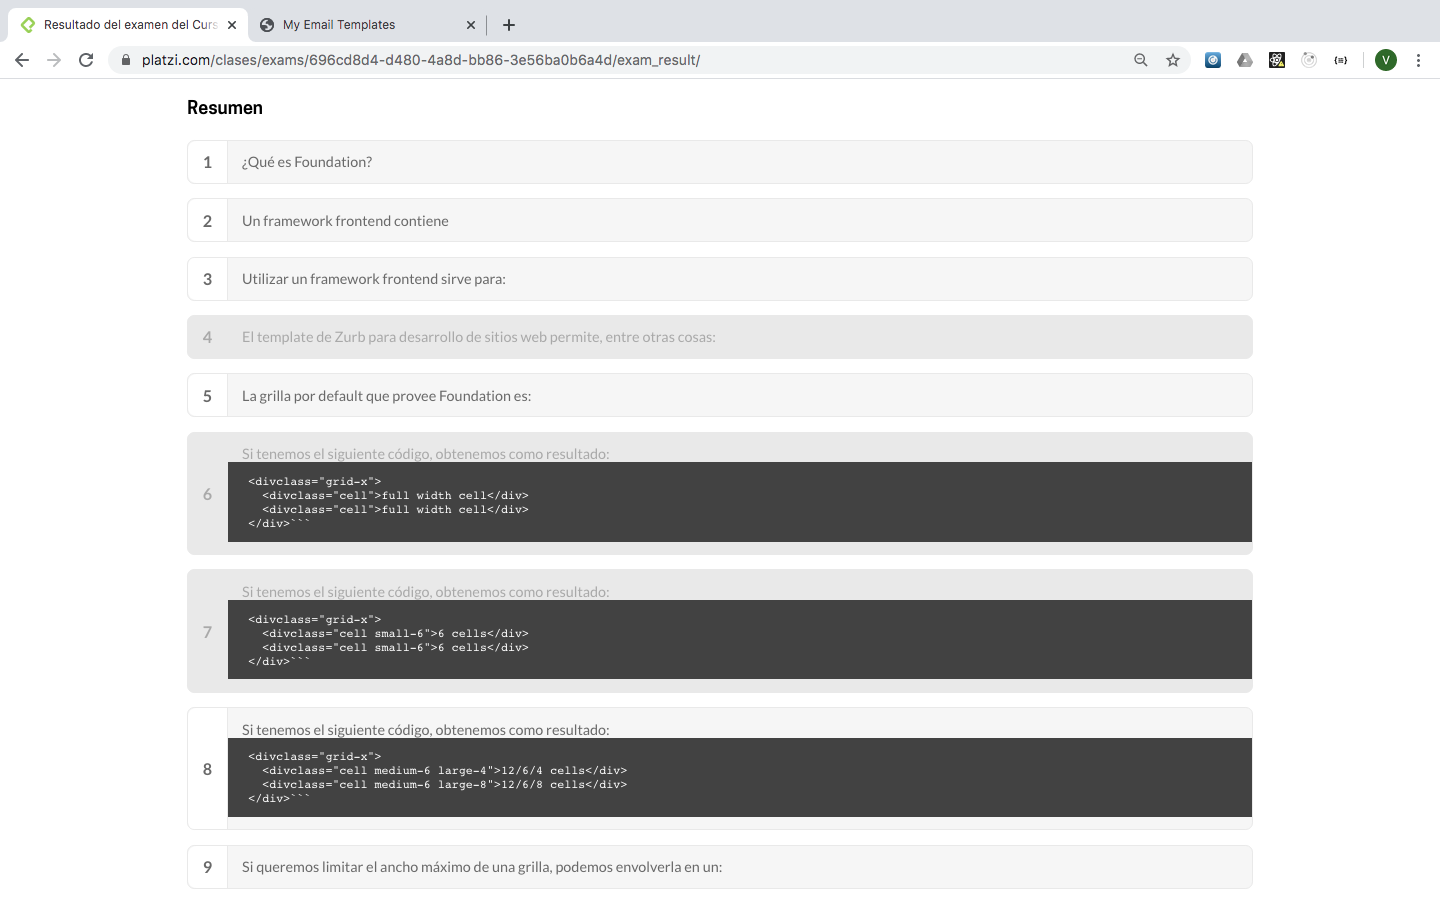 Resultado del examen del Curs
My Email Templates
platzi.com/clases/exams/696cd8d4-d480-4a8d-bb86-3e56ba0b6a4d/exam_result/
V
Resumen
1 ¿Qué es Foundation?
2 Un framework frontend contiene
3 Utilizar un framework frontend sirve para:
4 El template de Zurb para desarrollo de sitios web permite, entre otras cosas:
5 La grilla por default que provee Foundation es:
6 Si tenemos el siguiente código, obtenemos como resultado:
<divclass="grid-x">
<divclass="cell">full width cell</div>
<divclass="cell">full width cell</div>
</div>```
7 Si tenemos el siguiente código, obtenemos como resultado:
<divclass="grid-x">
<divclass="cell small-6">6 cells</div>
<divclass="cell small-6">6 cells</div>
</div>```
8 Si tenemos el siguiente código, obtenemos como resultado:
<divclass="grid-x">
<divclass="cell medium-6 large-4">12/6/4 cells</div>
<divclass="cell medium-6 large-8">12/6/8 cells</div>
</div>```
9 Si queremos limitar el ancho máximo de una grilla, podemos envolverla en un: